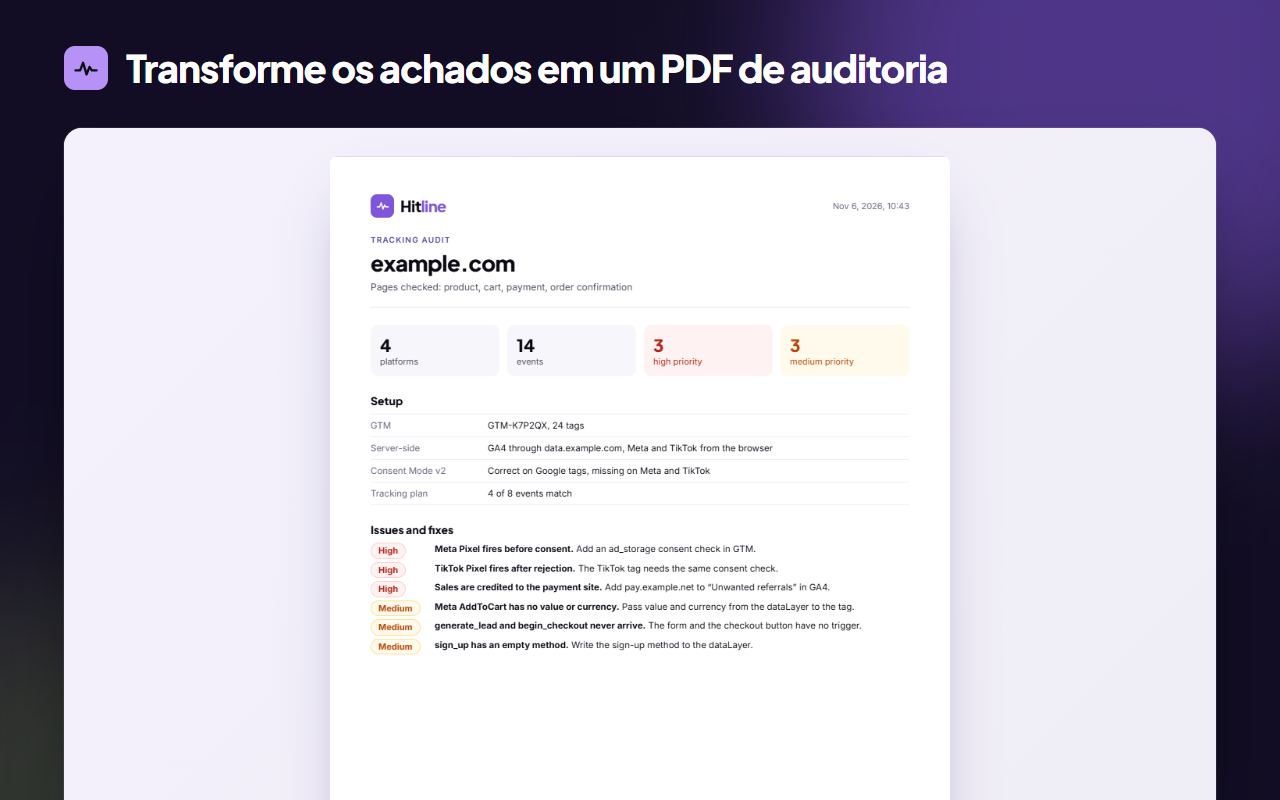 Transforme os achados em um PDF de auditoria
Hitline
Nov 6, 2026, 10:43
TRACKING AUDIT
example.com
Pages checked: product, cart, payment, order confirmation
4
platforms
14
events
3
high priority
3
medium priority
Setup
GTM GTM-K7P2QX, 24 tags
Server-side GA4 through data.example.com, Meta and TikTok from the browser
Consent Mode v2 Correct on Google tags, missing on Meta and TikTok
Tracking plan 4 of 8 events match
Issues and fixes
High Meta Pixel fires before consent. Add an ad_storage consent check in GTM.
High TikTok Pixel fires after rejection. The TikTok tag needs the same consent check.
High Sales are credited to the payment site. Add pay.example.net to “Unwanted referrals” in GA4.
Medium Meta AddToCart has no value or currency. Pass value and currency from the dataLayer to the tag.
Medium generate_lead and begin_checkout never arrive. The form and the checkout button have no trigger.
Medium sign_up has an empty method. Write the sign-up method to the dataLayer.